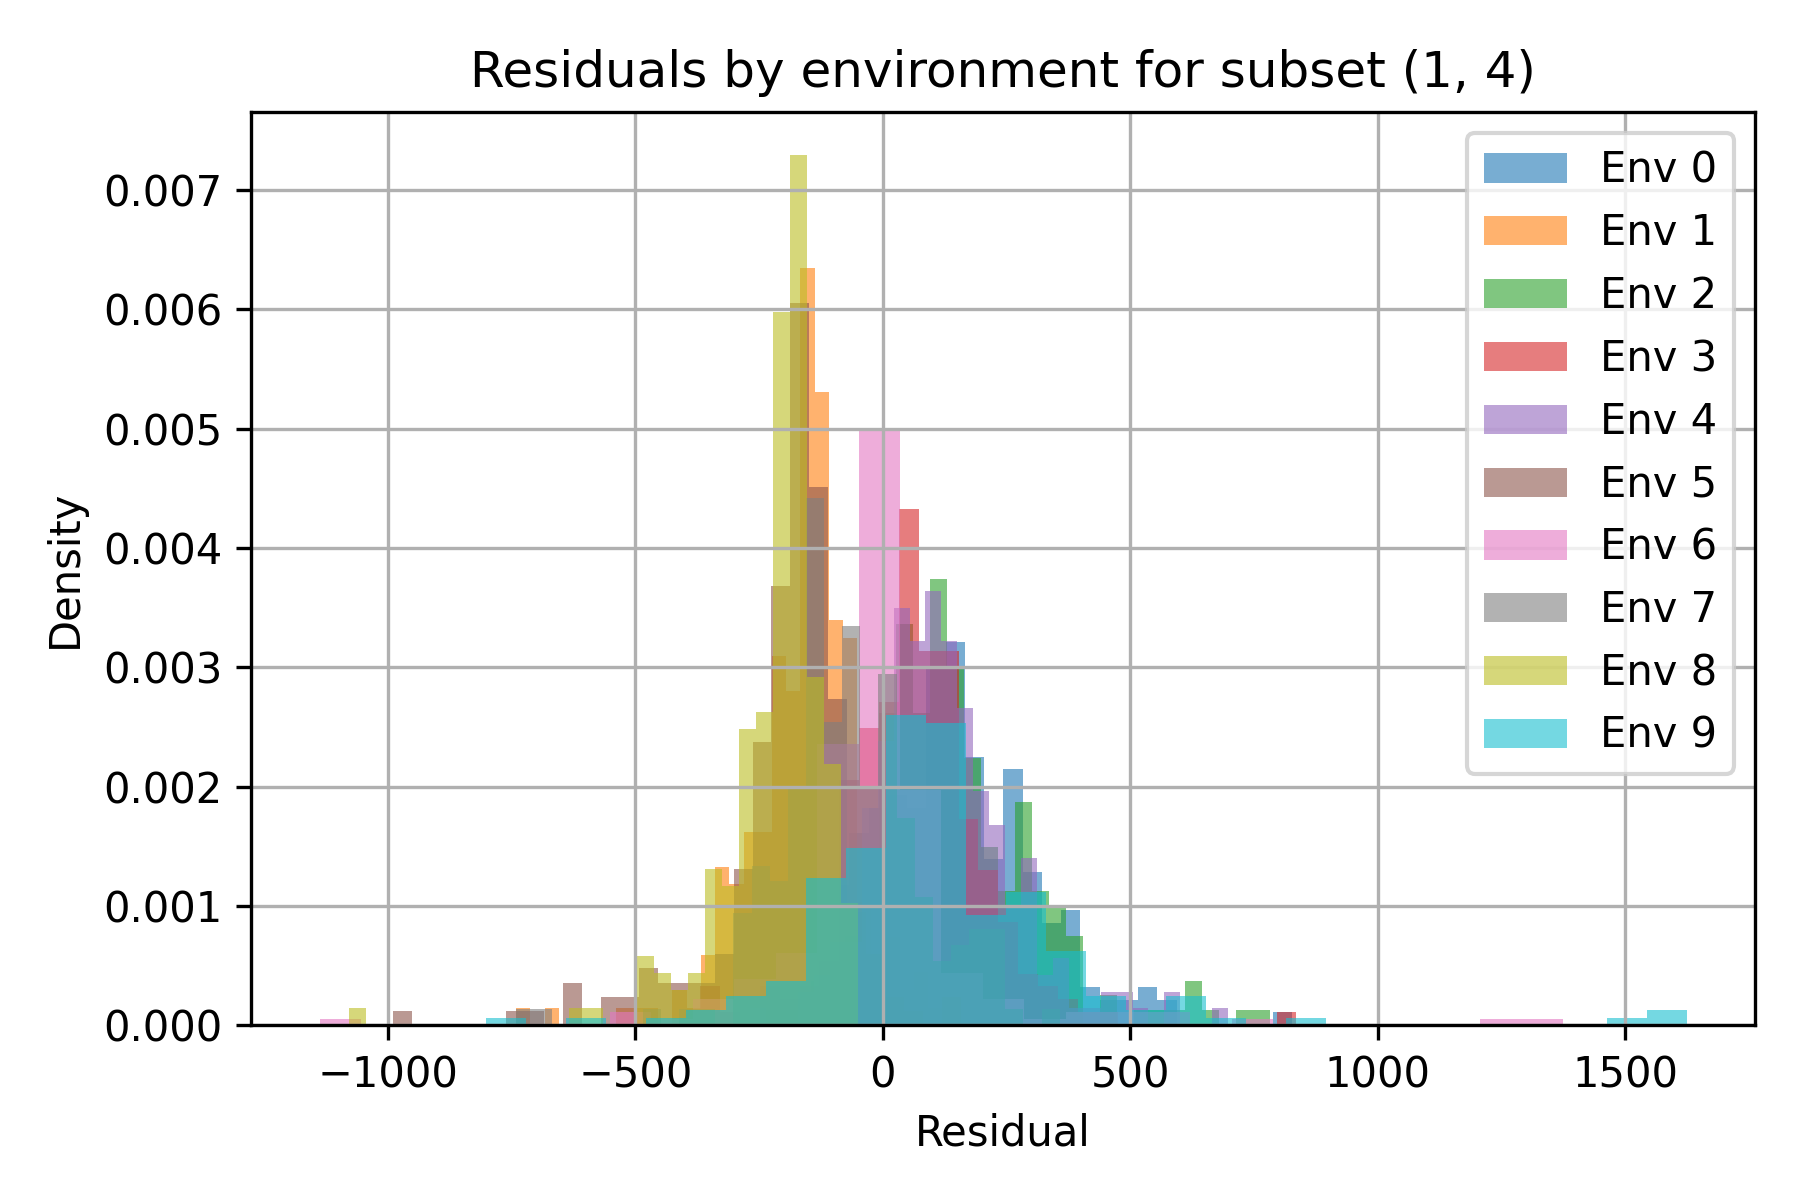 Residuals by environment for subset (1, 4)
Density
0.007
0.006
0.005
0.004
0.003
0.002
0.001
0.000
−1000
−500
0
500
1000
1500
Residual
Env 0
Env 1
Env 2
Env 3
Env 4
Env 5
Env 6
Env 7
Env 8
Env 9